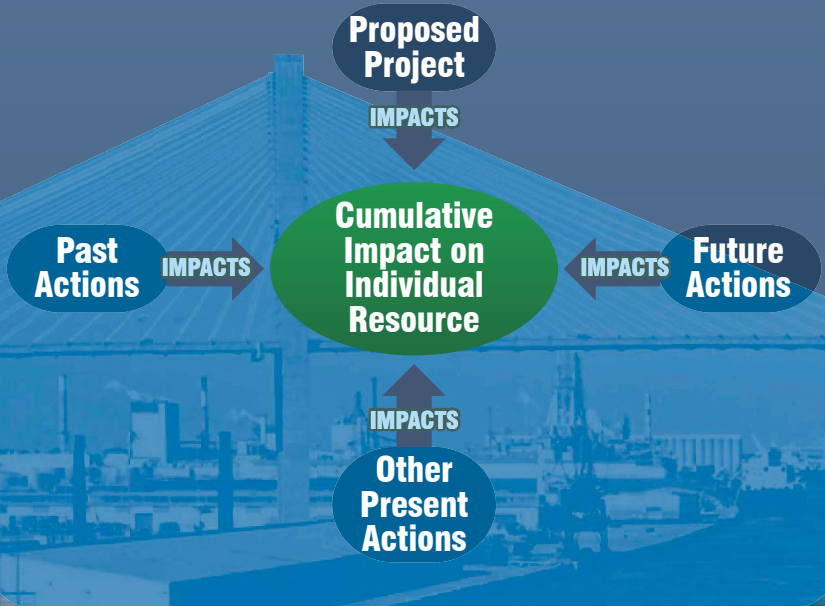 Proposed
Project
IMPACTS
Cumulative
Impact on
Individual
Resource
Past
Actions
IMPACTS
IMPACTS
Future
Actions
IMPACTS
Other
Present
Actions